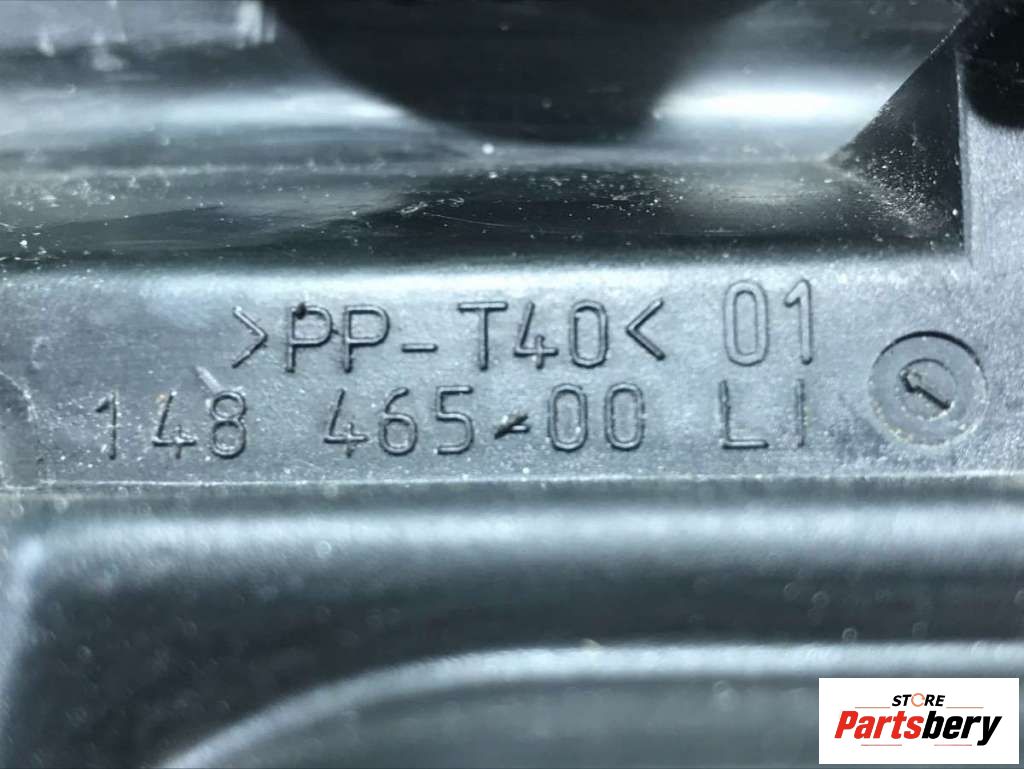 >PP-T40< 01
148 465-00 LI
STORE
Partsbery